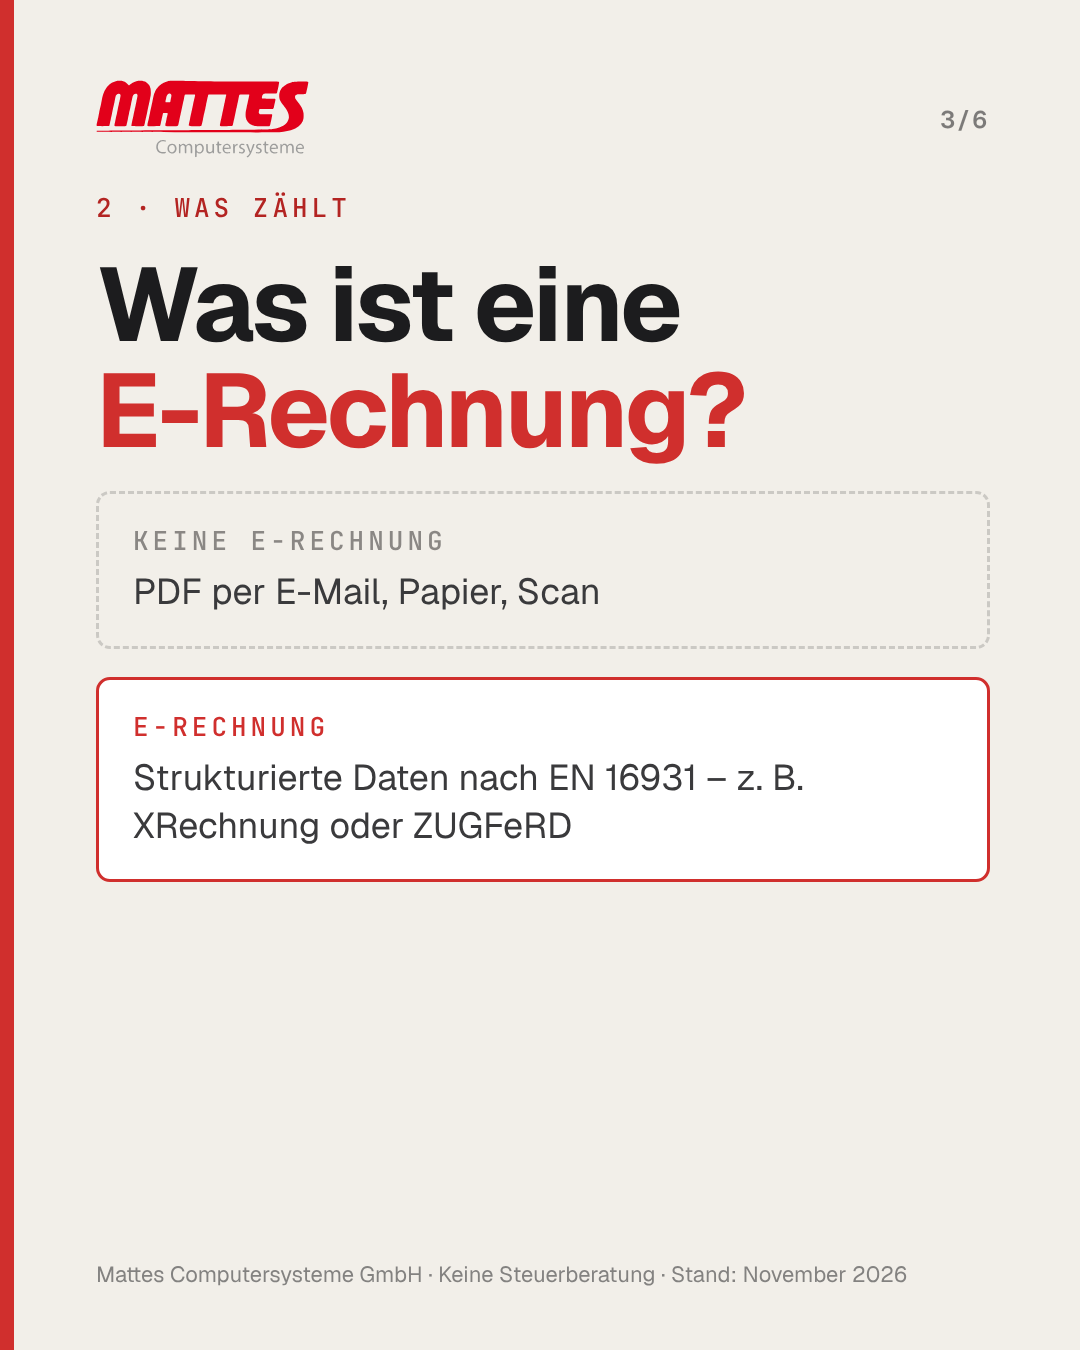 MATTES
Computersysteme
3/6
2 · WAS ZÄHLT
Was ist eine
E-Rechnung?
KEINE E-RECHNUNG
PDF per E-Mail, Papier, Scan
E-RECHNUNG
Strukturierte Daten nach EN 16931 – z. B.
XRechnung oder ZUGFeRD
Mattes Computersysteme GmbH · Keine Steuerberatung · Stand: November 2026